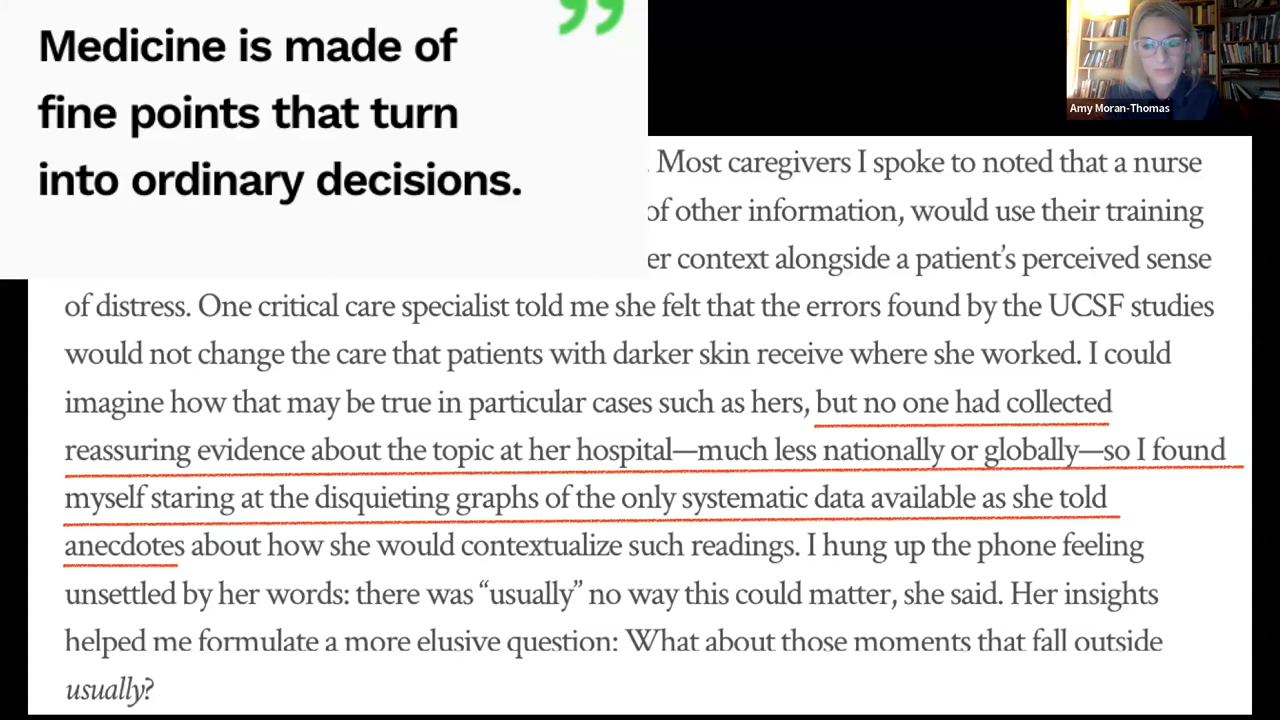 ”
Medicine is made of
fine points that turn
into ordinary decisions.
Amy Moran-Thomas
. Most caregivers I spoke to noted that a nurse
of other information, would use their training
er context alongside a patient’s perceived sense
of distress. One critical care specialist told me she felt that the errors found by the UCSF studies
would not change the care that patients with darker skin receive where she worked. I could
imagine how that may be true in particular cases such as hers, but no one had collected
reassuring evidence about the topic at her hospital—much less nationally or globally—so I found
myself staring at the disquieting graphs of the only systematic data available as she told
anecdotes about how she would contextualize such readings. I hung up the phone feeling
unsettled by her words: there was “usually” no way this could matter, she said. Her insights
helped me formulate a more elusive question: What about those moments that fall outside
usually?